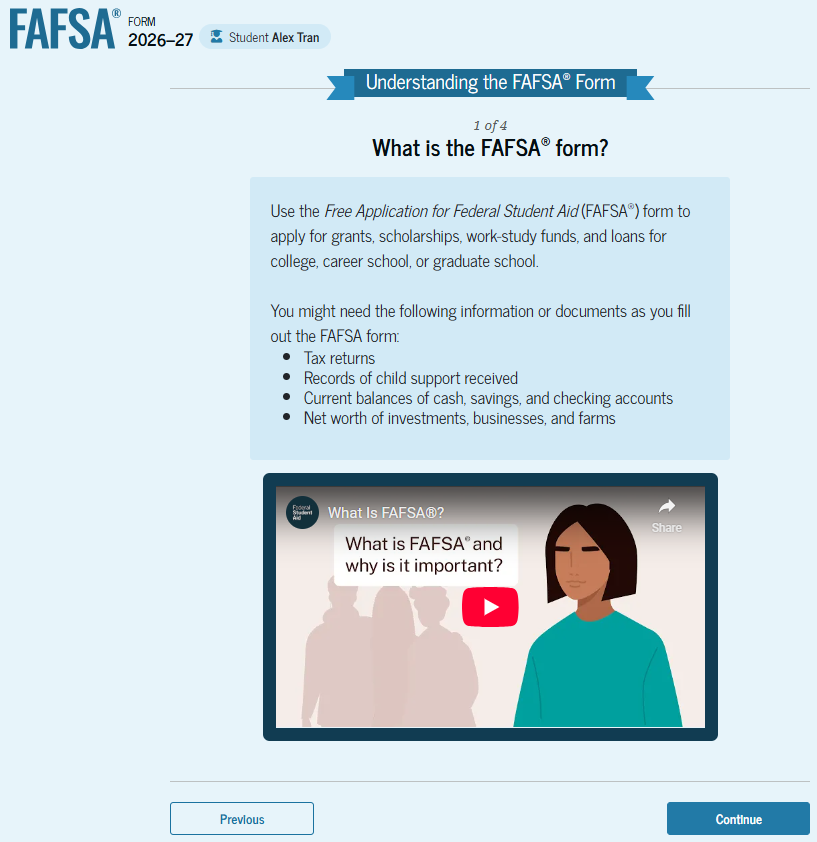 FAFSA®
FORM
2026–27
Student Alex Tran
Understanding the FAFSA® Form
1 of 4
What is the FAFSA® form?
Use the Free Application for Federal Student Aid (FAFSA®) form to
apply for grants, scholarships, work-study funds, and loans for
college, career school, or graduate school.
You might need the following information or documents as you fill
out the FAFSA form:
• Tax returns
• Records of child support received
• Current balances of cash, savings, and checking accounts
• Net worth of investments, businesses, and farms
Federal
Student
Aid
What Is FAFSA®?
Share
What is FAFSA® and
why is it important?
Previous
Continue